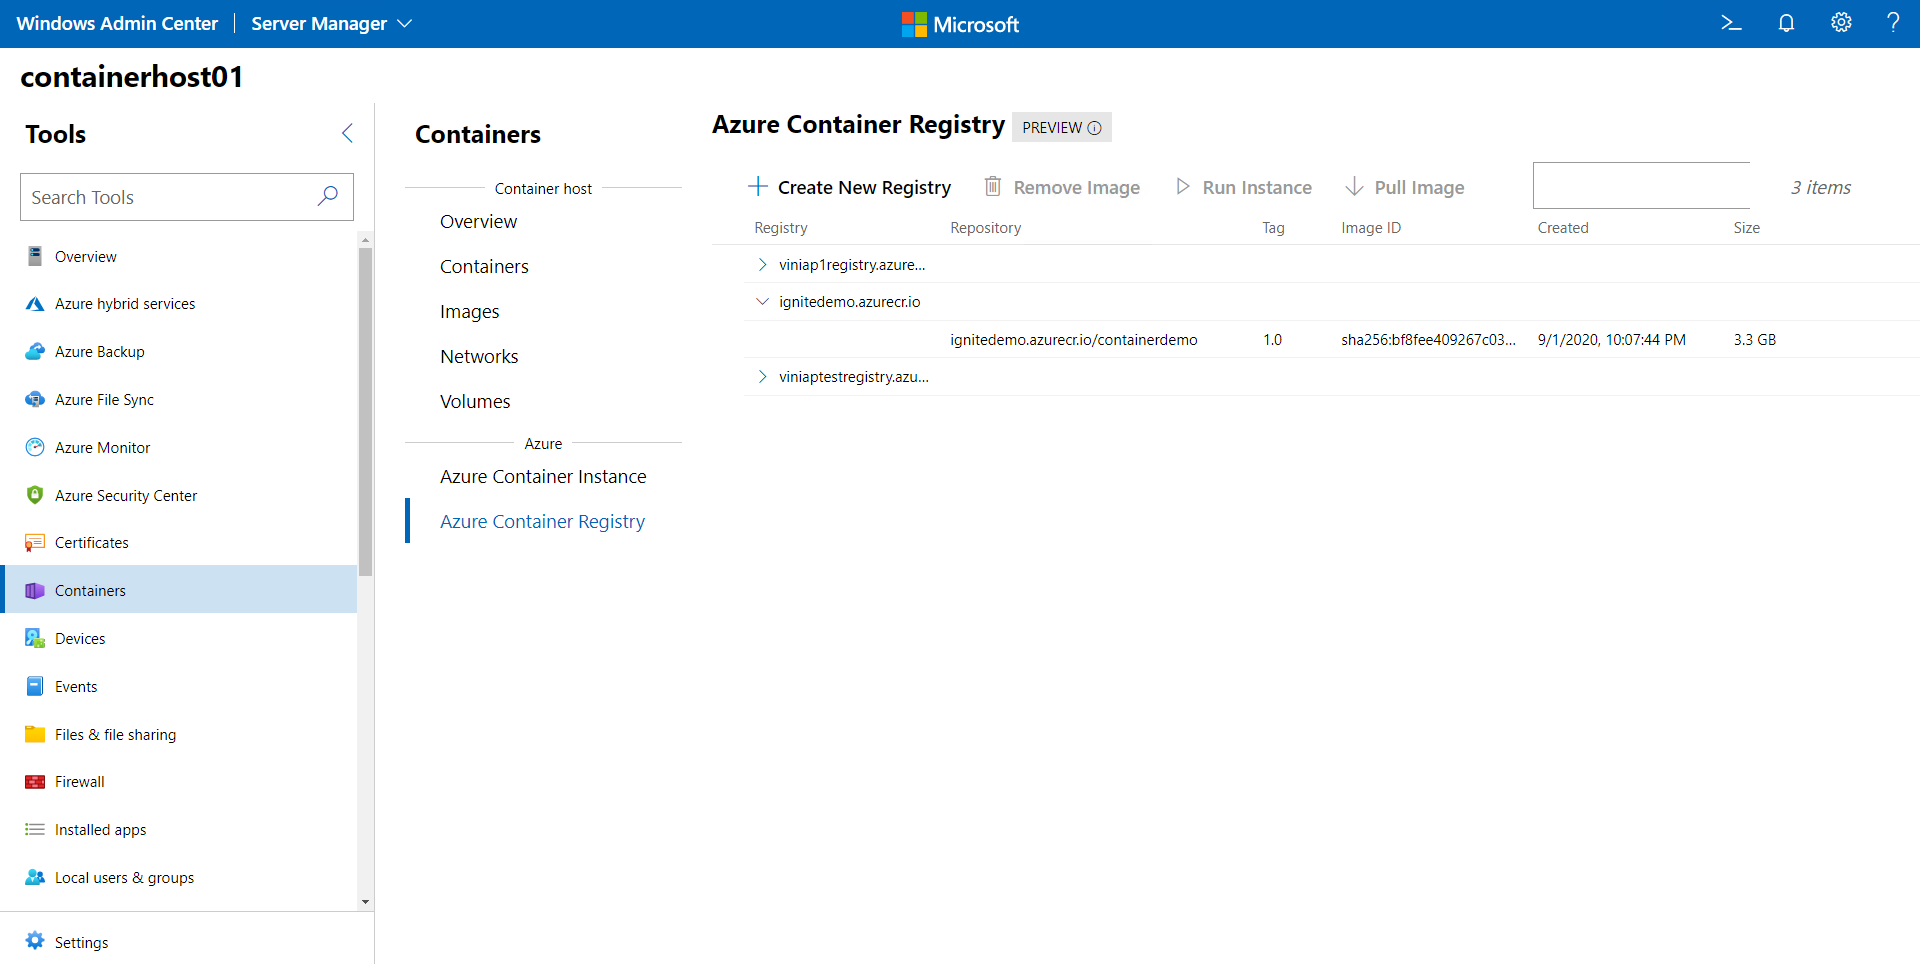 Windows Admin Center
Server Manager
Microsoft
containerhost01
Tools
Search Tools
Overview
Azure hybrid services
Azure Backup
Azure File Sync
Azure Monitor
Azure Security Center
Certificates
Containers
Devices
Events
Files & file sharing
Firewall
Installed apps
Local users & groups
Settings
Containers
Container host
Overview
Containers
Images
Networks
Volumes
Azure
Azure Container Instance
Azure Container Registry
Azure Container Registry PREVIEW
Create New Registry Remove Image Run Instance Pull Image 3 items
Registry Repository Tag Image ID Created Size
viniap1registry.azure...
ignitedemo.azurecr.io
ignitedemo.azurecr.io/containerdemo 1.0 sha256:bf8fee409267c03... 9/1/2020, 10:07:44 PM 3.3 GB
viniaptestregistry.azu...